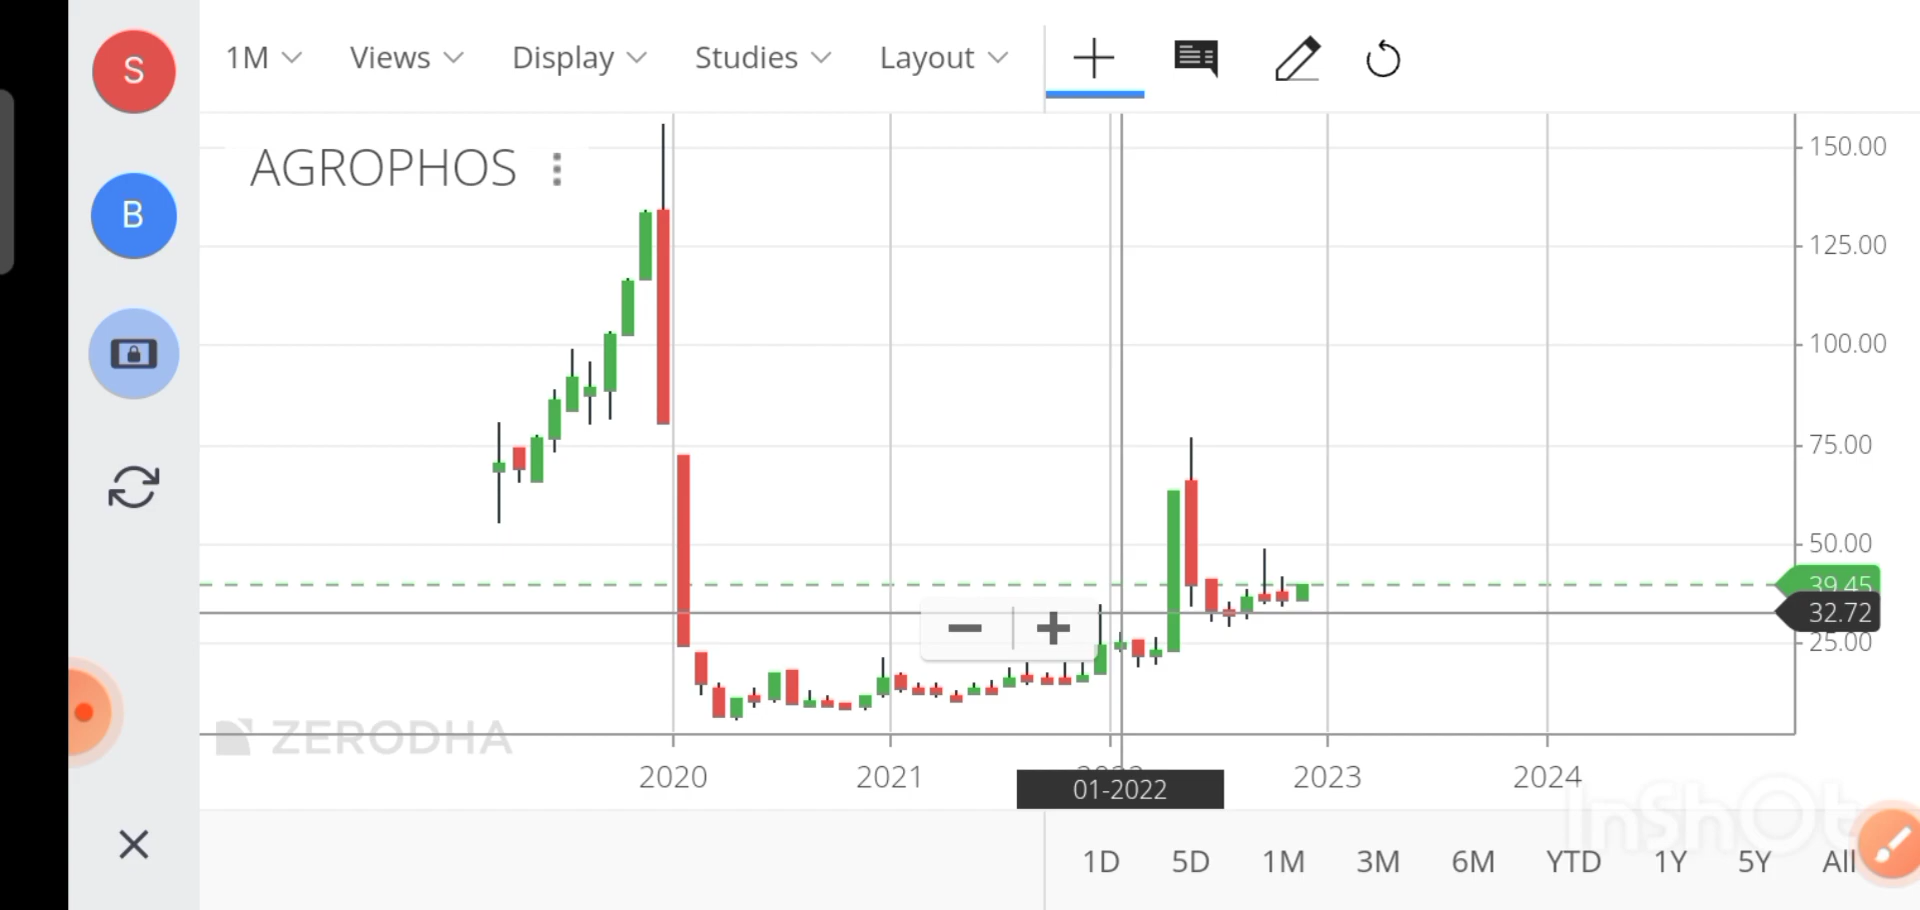 S
1M Views Display Studies Layout
B
AGROPHOS
150.00
125.00
100.00
75.00
50.00
39.45
32.72
25.00
ZERODHA
2020 2021 2022 2023 2024
01-2022
InShOt
1D 5D 1M 3M 6M YTD 1Y 5Y All